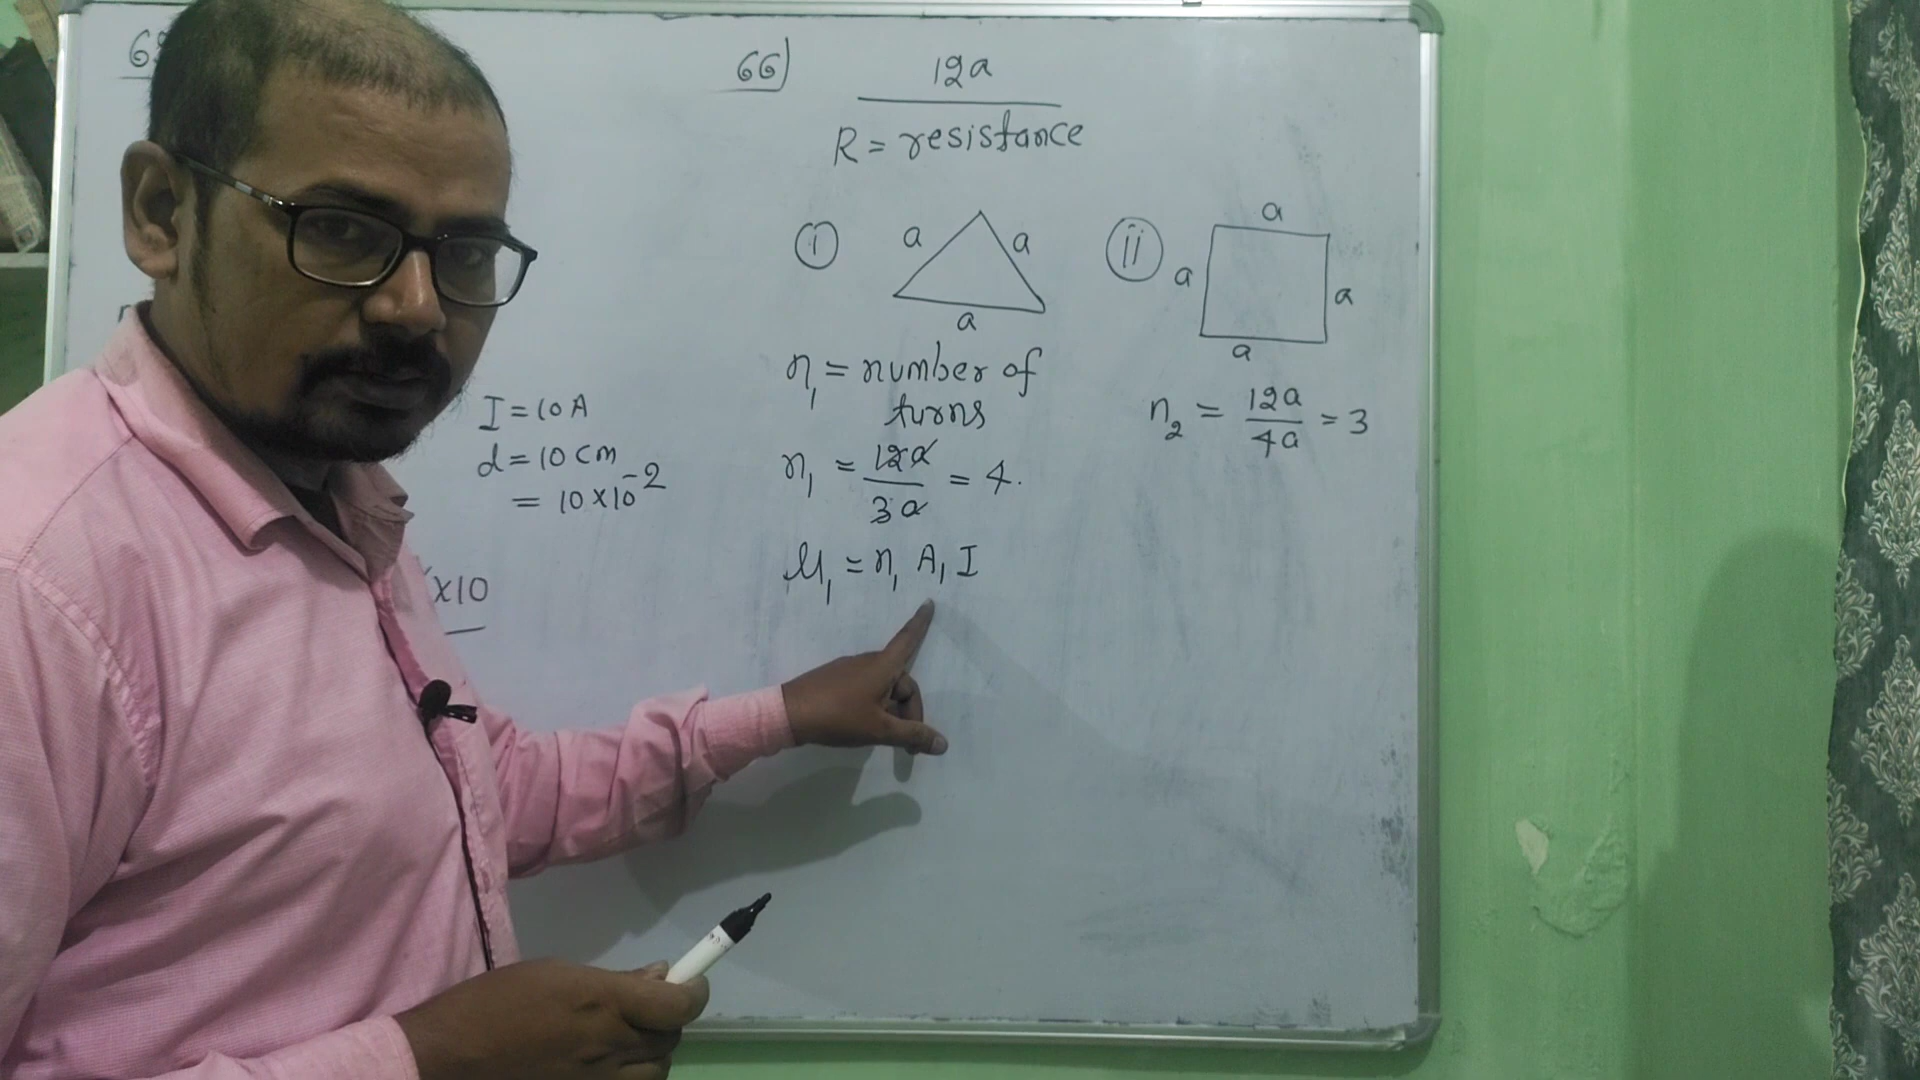 66) 12a
R = resistance
i a a a
ii a a a a
n₁ = number of
turns
n₁ = 12a/3a = 4.
μ₁ = n₁ A₁ I
n₂ = 12a/4a = 3
I = 10 A
d = 10 cm
= 10 × 10⁻²
×10